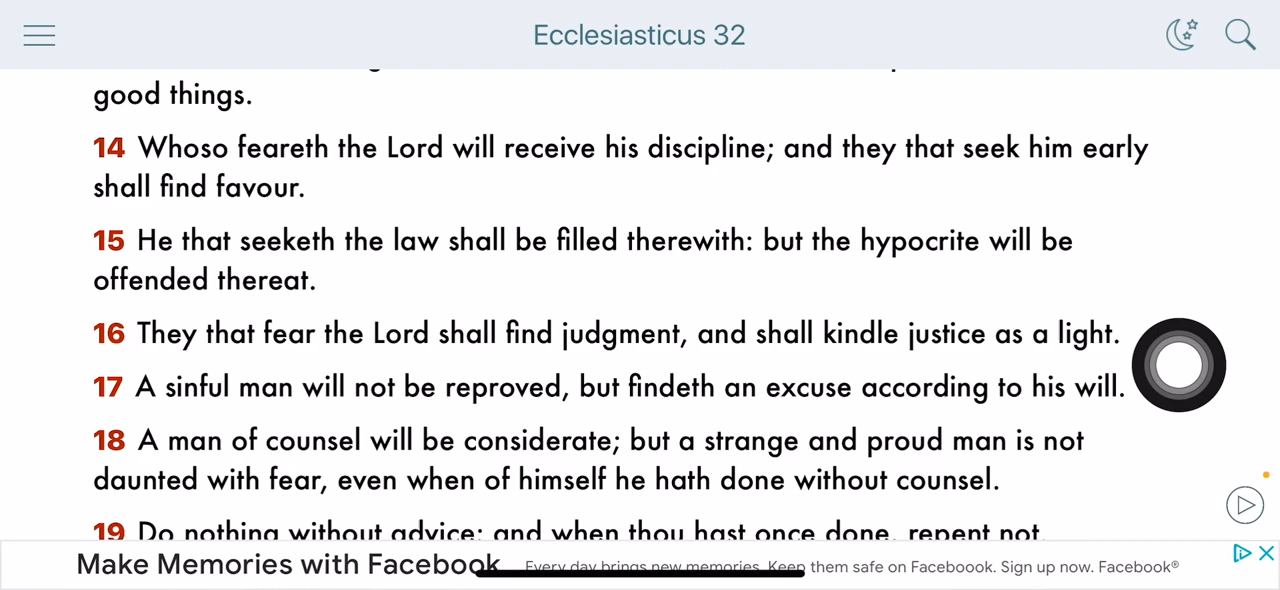 Ecclesiasticus 32
good things.
14 Whoso feareth the Lord will receive his discipline; and they that seek him early
shall find favour.
15 He that seeketh the law shall be filled therewith: but the hypocrite will be
offended thereat.
16 They that fear the Lord shall find judgment, and shall kindle justice as a light.
17 A sinful man will not be reproved, but findeth an excuse according to his will.
18 A man of counsel will be considerate; but a strange and proud man is not
daunted with fear, even when of himself he hath done without counsel.
19 Do nothing without advice; and when thou hast once done, repent not.
Make Memories with Facebook
Every day brings new memories. Keep them safe on Faceboook. Sign up now. Facebook®